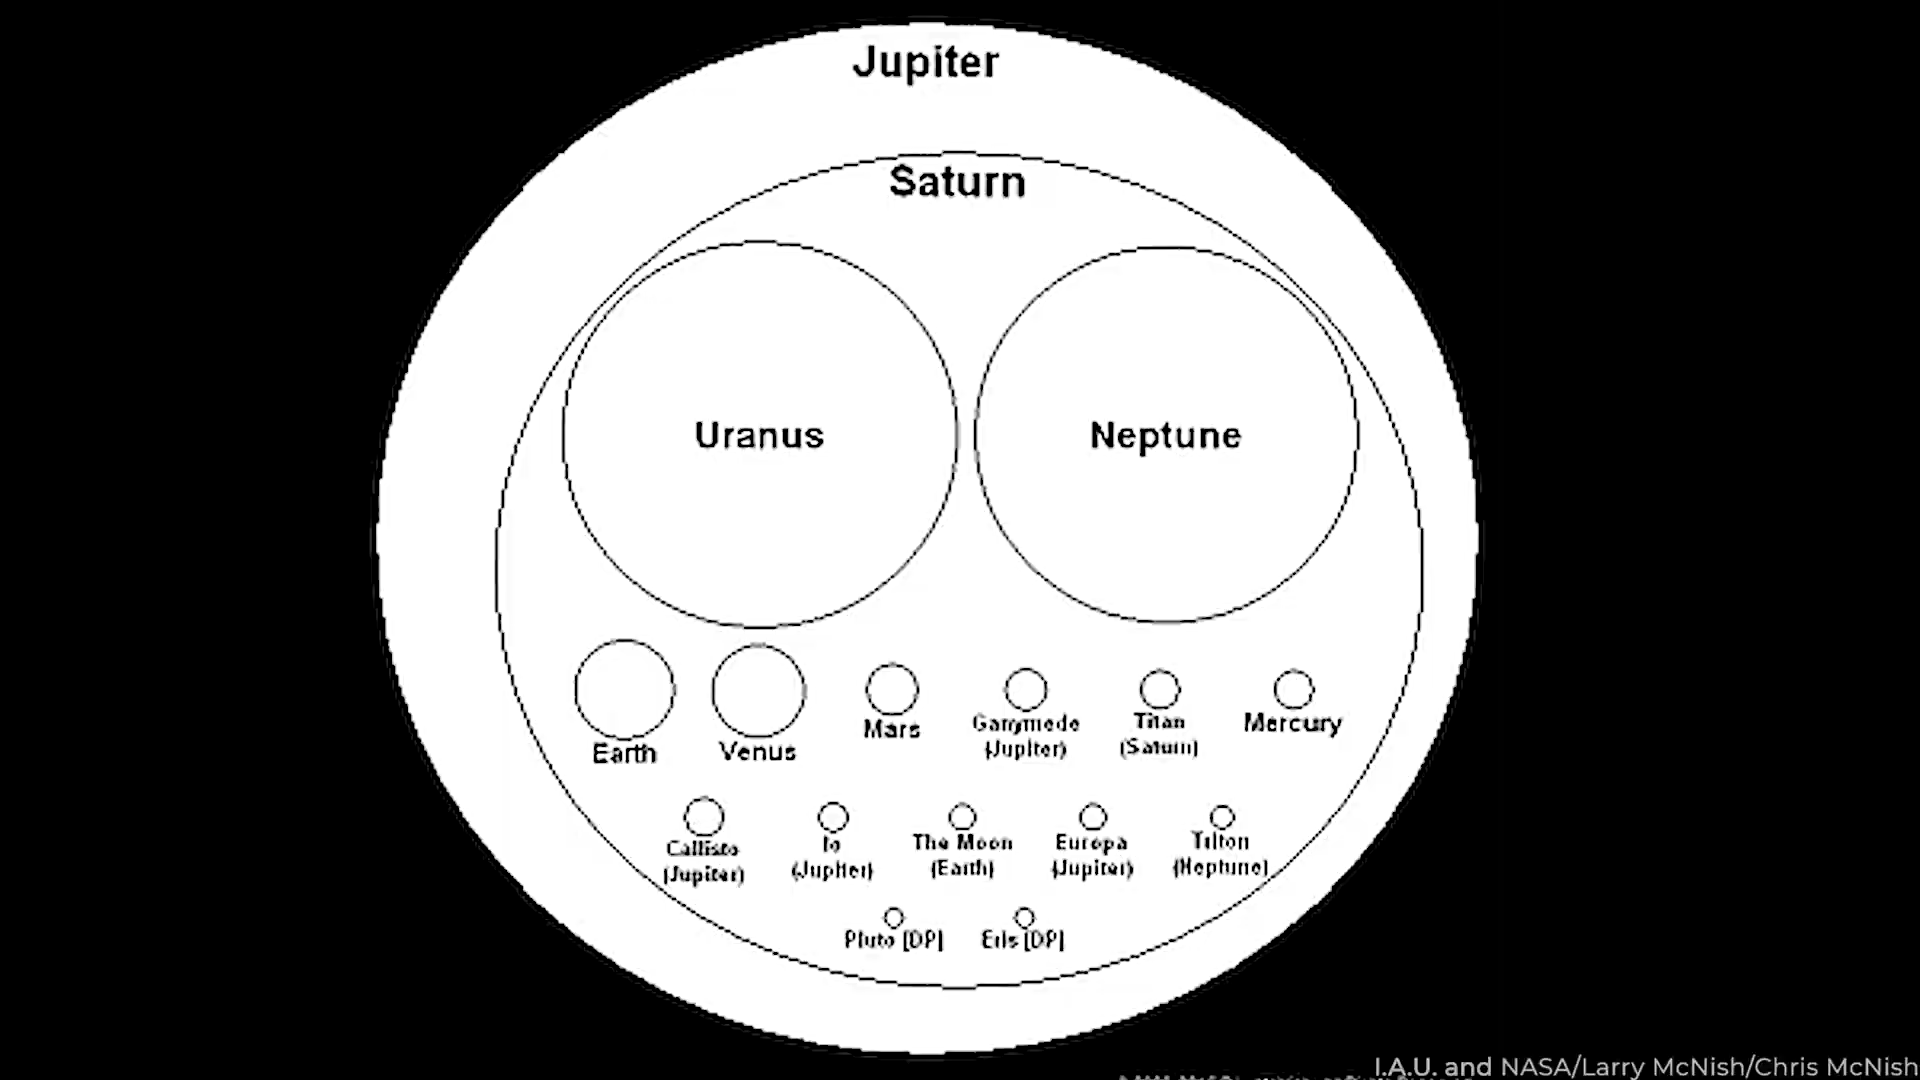 Jupiter
Saturn
Uranus
Neptune
Earth
Venus
Mars
Ganymede
(Jupiter)
Titan
(Saturn)
Mercury
Callisto
(Jupiter)
Io
(Jupiter)
The Moon
(Earth)
Europa
(Jupiter)
Triton
(Neptune)
Pluto [DP]
Eris [DP]
I.A.U. and NASA/Larry McNish/Chris McNish